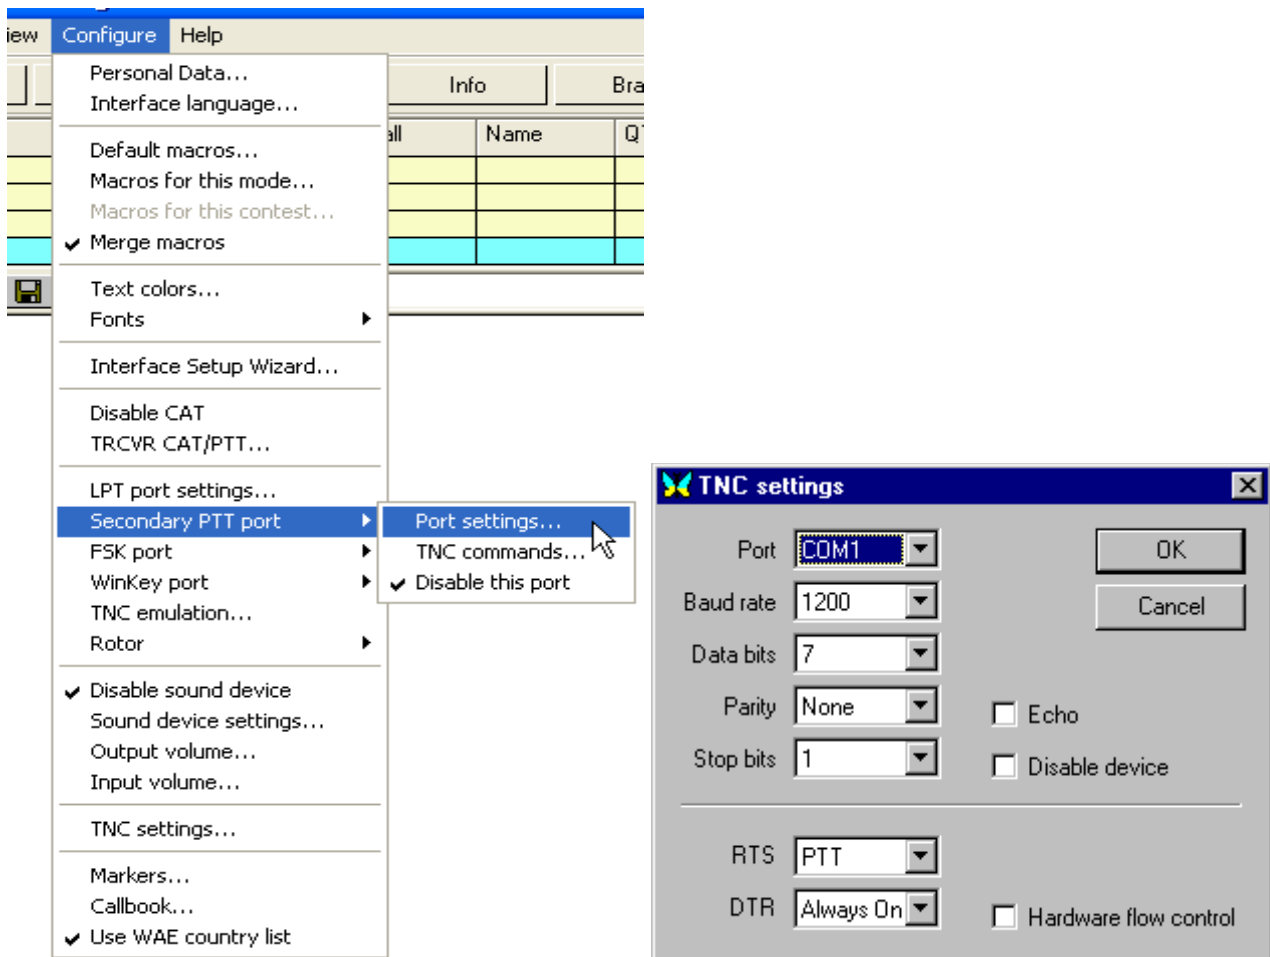 iew Configure Help
Info Bra
all Name Q
Personal Data...
Interface language...
Default macros...
Macros for this mode...
Macros for this contest...
Merge macros
Text colors...
Fonts
Interface Setup Wizard...
Disable CAT
TRCVR CAT/PTT...
LPT port settings...
Secondary PTT port
FSK port
WinKey port
TNC emulation...
Rotor
Disable sound device
Sound device settings...
Output volume...
Input volume...
TNC settings...
Markers...
Callbook...
Use WAE country list
Port settings...
TNC commands...
Disable this port
TNC settings
Port COM1
Baud rate 1200
Data bits 7
Parity None
Stop bits 1
OK
Cancel
Echo
Disable device
RTS PTT
DTR Always On
Hardware flow control